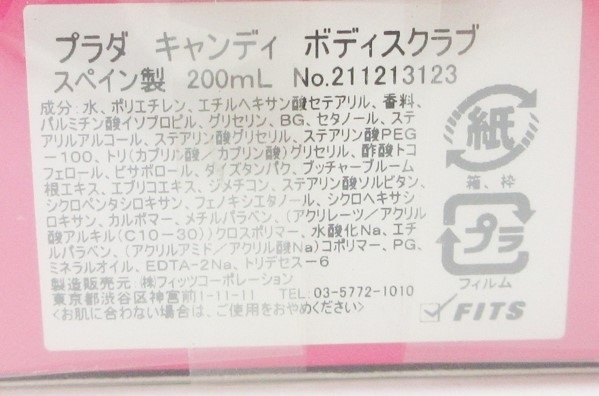 プラダ キャンディ ボディスクラブ
スペイン製 200mL No.211213123
成分:水、ポリエチレン、エチルヘキサン酸セテアリル、香料、
パルミチン酸イソプロピル、グリセリン、BG、セタノール、ステ
アリルアルコール、ステアリン酸グリセリル、ステアリン酸PEG
-100、トリ(カプリル酸/カプリン酸)グリセリル、酢酸トコ
フェロール、ビサボロール、ダイズタンパク、ブッチャーブルーム
根エキス、エブリコエキス、ジメチコン、ステアリン酸ソルビタン、
シクロペンタシロキサン、フェノキシエタノール、シクロヘキサシ
ロキサン、カルボマー、メチルパラベン、(アクリレーツ/アクリル
酸アルキル(C10-30))クロスポリマー、水酸化Na、エチ
ルパラベン、(アクリルアミド/アクリル酸Na)コポリマー、PG、
ミネラルオイル、EDTA-2Na、トリデセス-6
製造販売元:㈱フィッツコーポレーション
東京都渋谷区神宮前1-11-11 TEL:03-5772-1010
<お肌に合わない場合は、ご使用をおやめください>
紙
箱、枠
プラ
フィルム
FITS